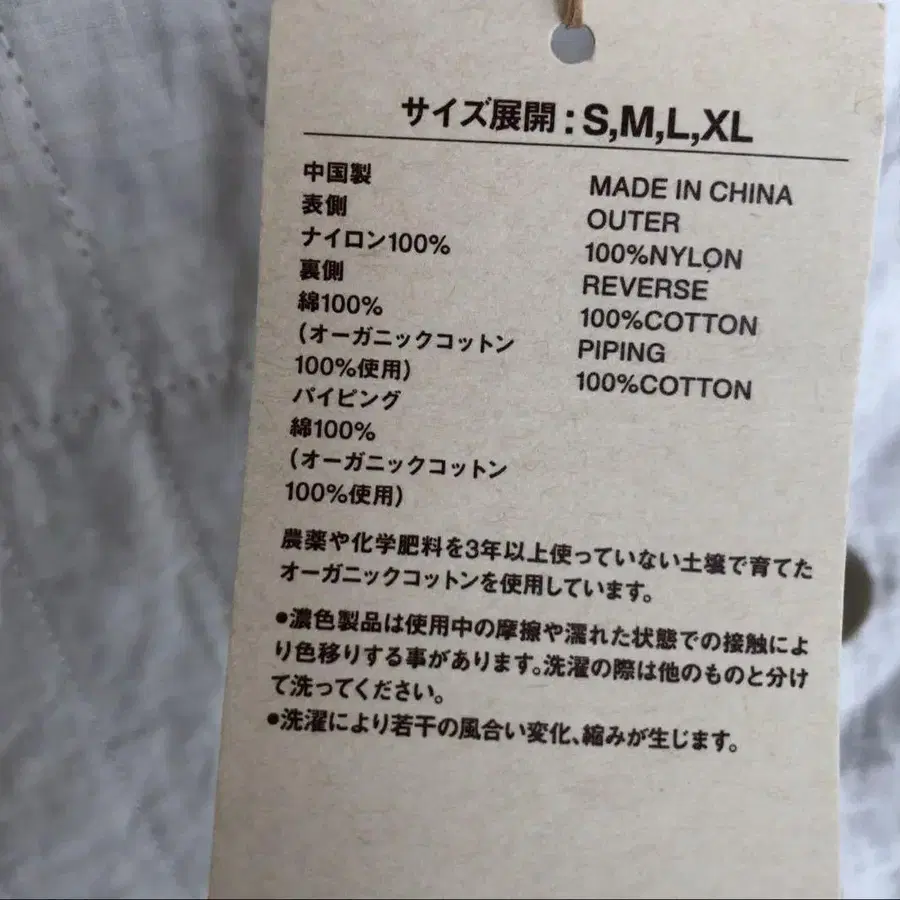 サイズ展開：S,M,L,XL
中国製
表側
ナイロン100%
裏側
綿100%
(オーガニックコットン
100%使用)
パイピング
綿100%
(オーガニックコットン
100%使用)
MADE IN CHINA
OUTER
100%NYLON
REVERSE
100%COTTON
PIPING
100%COTTON
農薬や化学肥料を3年以上使っていない土壌で育てた
オーガニックコットンを使用しています。
●濃色製品は使用中の摩擦や濡れた状態での接触によ
り色移りする事があります。洗濯の際は他のものと分け
て洗ってください。
●洗濯により若干の風合い変化、縮みが生じます。